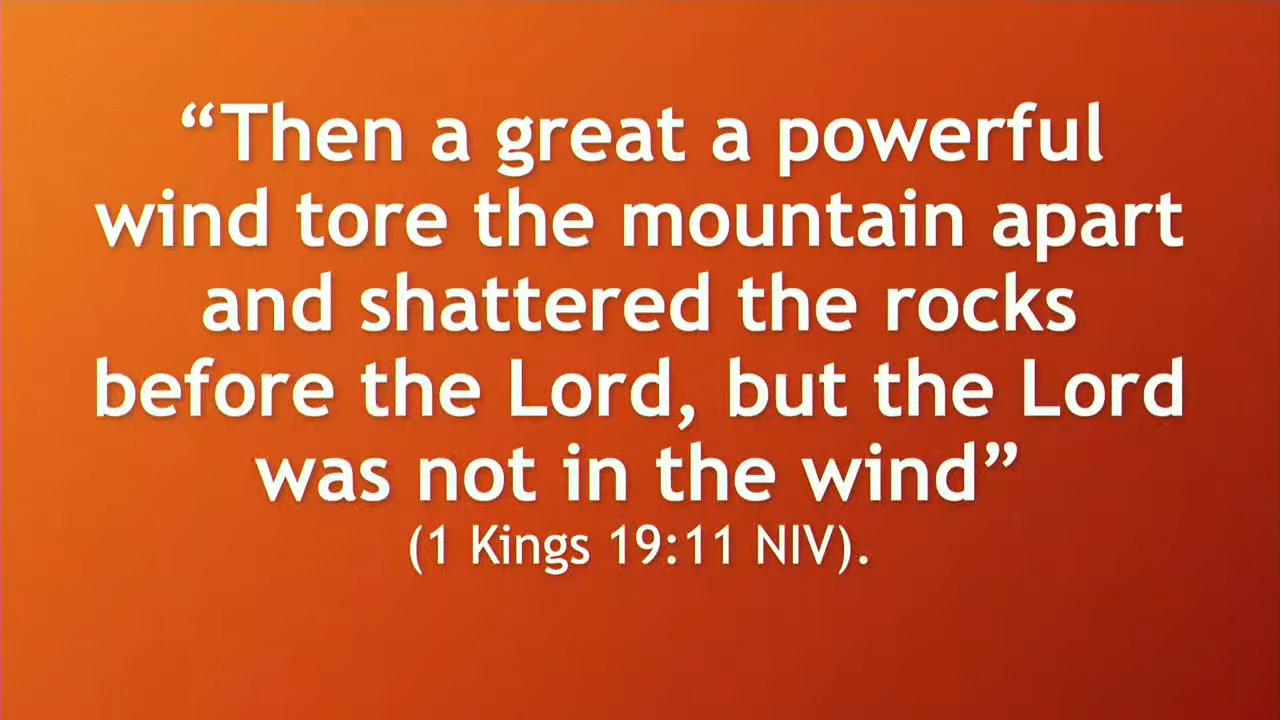 “Then a great a powerful
wind tore the mountain apart
and shattered the rocks
before the Lord, but the Lord
was not in the wind”
(1 Kings 19:11 NIV).